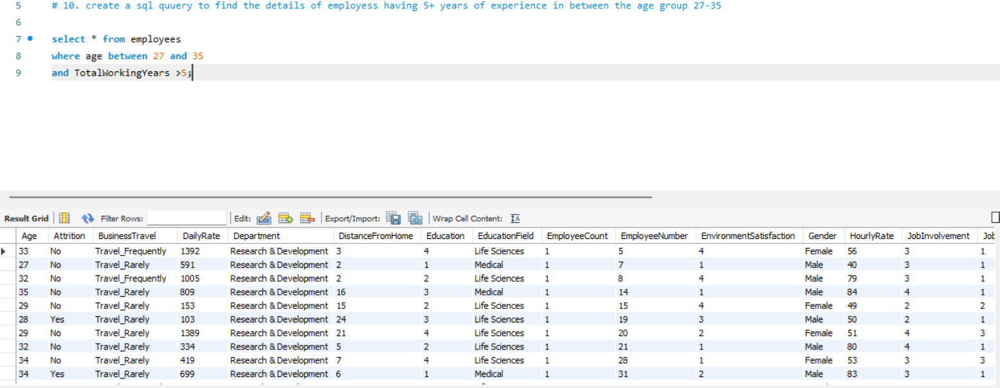 5 # 10. create a sql quuery to find the details of employess having 5+ years of experience in between the age group 27-35
6
7 select * from employees
8 where age between 27 and 35
9 and TotalWorkingYears >5;
Result Grid Filter Rows: Edit: Export/Import: Wrap Cell Content: IA
Age Attrition BusinessTravel DailyRate Department DistanceFromHome Education EducationField EmployeeCount EmployeeNumber EnvironmentSatisfaction Gender HourlyRate JobInvolvement Job
33 No Travel_Frequently 1392 Research & Development 3 4 Life Sciences 1 5 4 Female 56 3 1
27 No Travel_Rarely 591 Research & Development 2 1 Medical 1 7 1 Male 40 3 1
32 No Travel_Frequently 1005 Research & Development 2 2 Life Sciences 1 8 4 Male 79 3 1
35 No Travel_Rarely 809 Research & Development 16 3 Medical 1 14 1 Male 84 4 1
29 No Travel_Rarely 153 Research & Development 15 2 Life Sciences 1 15 4 Female 49 2 2
28 Yes Travel_Rarely 103 Research & Development 24 3 Life Sciences 1 19 3 Male 50 2 1
29 No Travel_Rarely 1389 Research & Development 21 4 Life Sciences 1 20 2 Female 51 4 3
32 No Travel_Rarely 334 Research & Development 5 2 Life Sciences 1 21 1 Male 80 4 1
34 No Travel_Rarely 419 Research & Development 7 4 Life Sciences 1 28 1 Female 53 3 3
34 Yes Travel_Rarely 699 Research & Development 6 1 Medical 1 31 2 Male 83 3 1